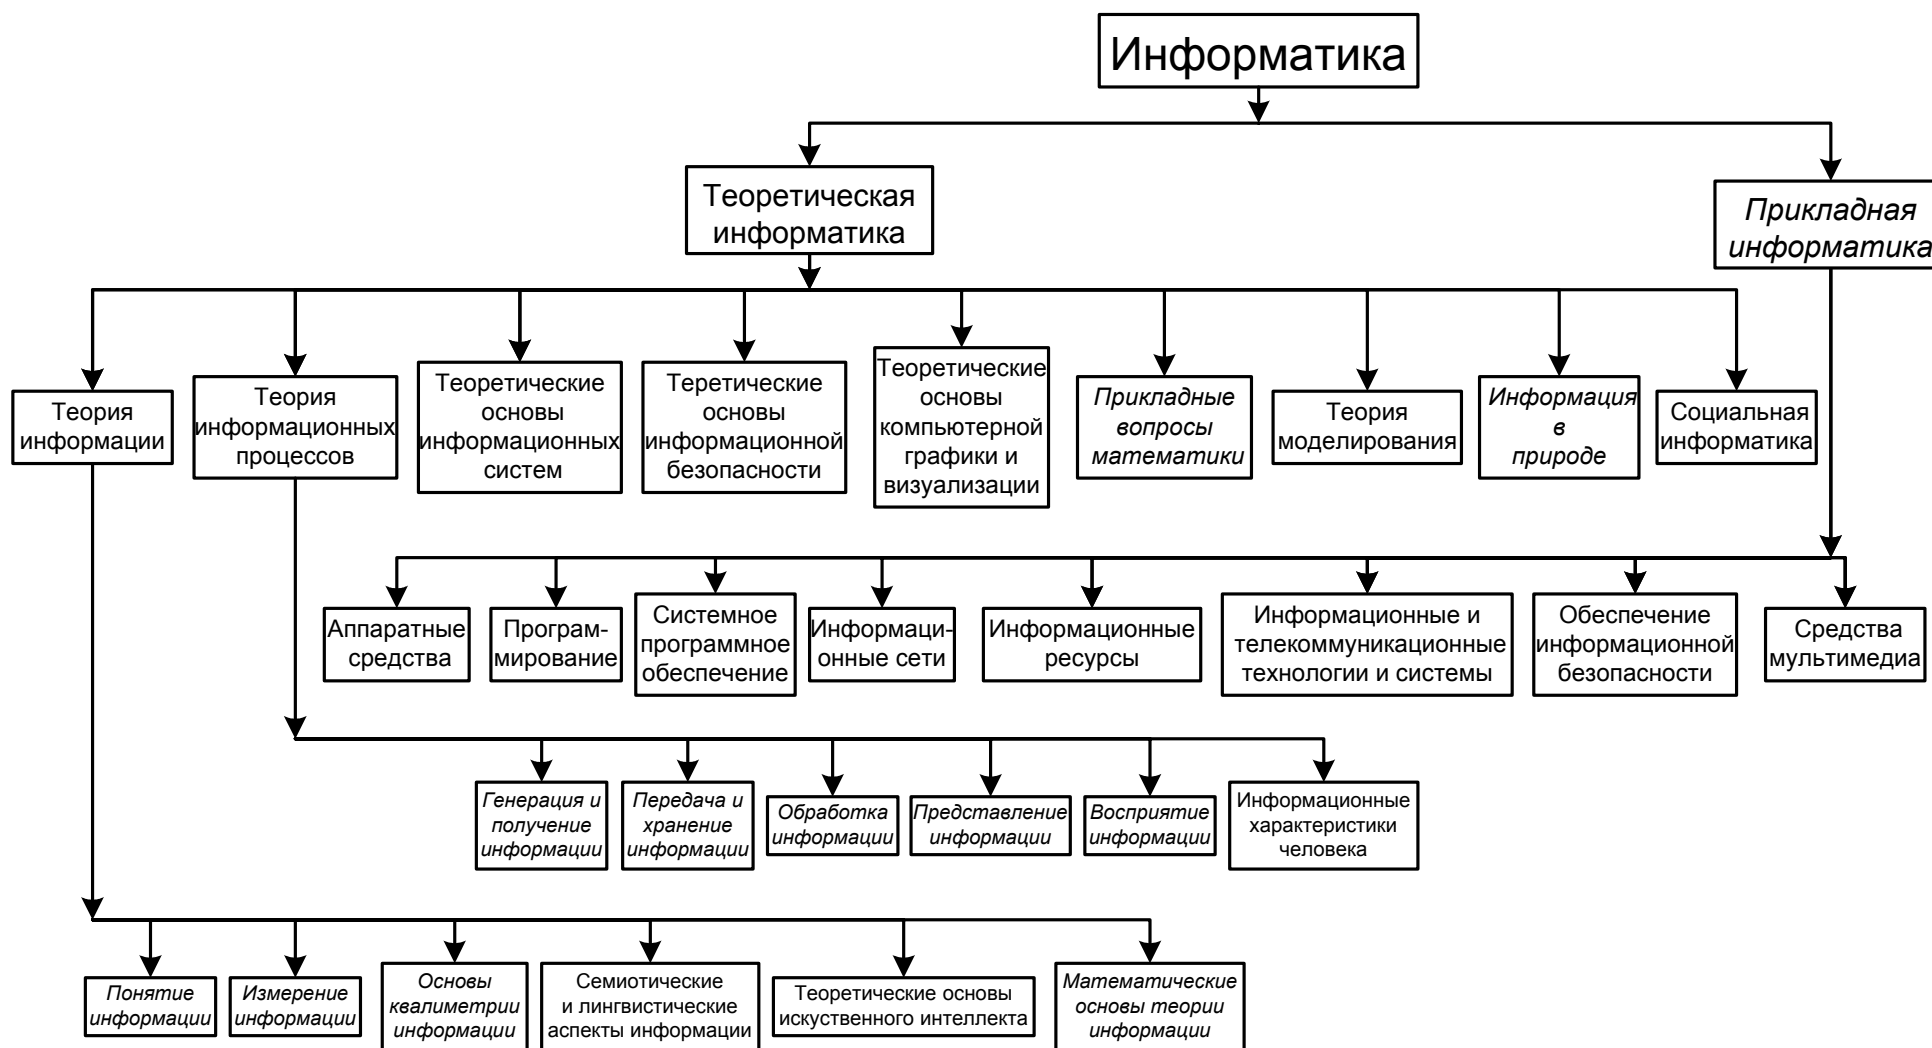 Информатика
Теоретическая
информатика
Прикладная
информатика
Теория
информации
Теория
информационных
процессов
Теоретические
основы
информационных
систем
Теретические
основы
информационной
безопасности
Теоретические
основы
компьютерной
графики и
визуализации
Прикладные
вопросы
математики
Теория
моделирования
Информация
в
природе
Социальная
информатика
Аппаратные
средства
Програм-
мирование
Системное
программное
обеспечение
Информаци-
онные сети
Информационные
ресурсы
Информационные и
телекоммуникационные
технологии и системы
Обеспечение
информационной
безопасности
Средства
мультимедиа
Генерация и
получение
информации
Передача и
хранение
информации
Обработка
информации
Представление
информации
Восприятие
информации
Информационные
характеристики
человека
Понятие
информации
Измерение
информации
Основы
квалиметрии
информации
Семиотические
и лингвистические
аспекты информации
Теоретические основы
искуственного интеллекта
Математические
основы теории
информации